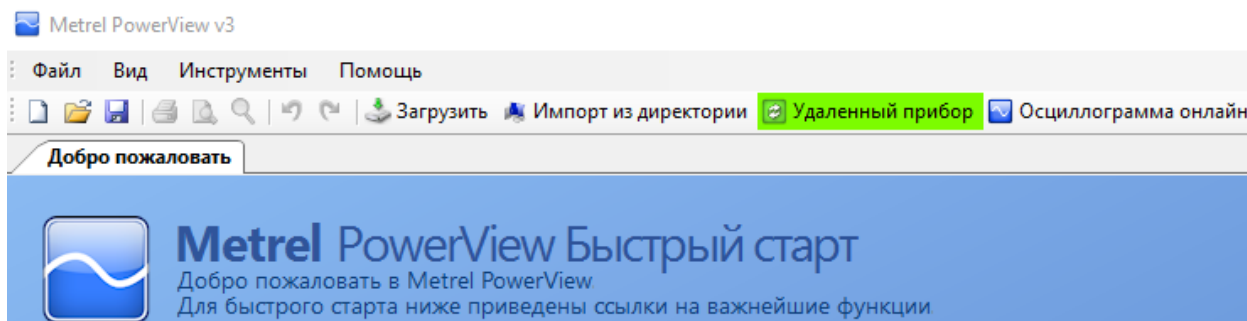 Metrel PowerView v3
Файл Вид Инструменты Помощь
Загрузить Импорт из директории Удаленный прибор Осциллограмма онлайн
Добро пожаловать
Metrel PowerView Быстрый старт
Добро пожаловать в Metrel PowerView.
Для быстрого старта ниже приведены ссылки на важнейшие функции.